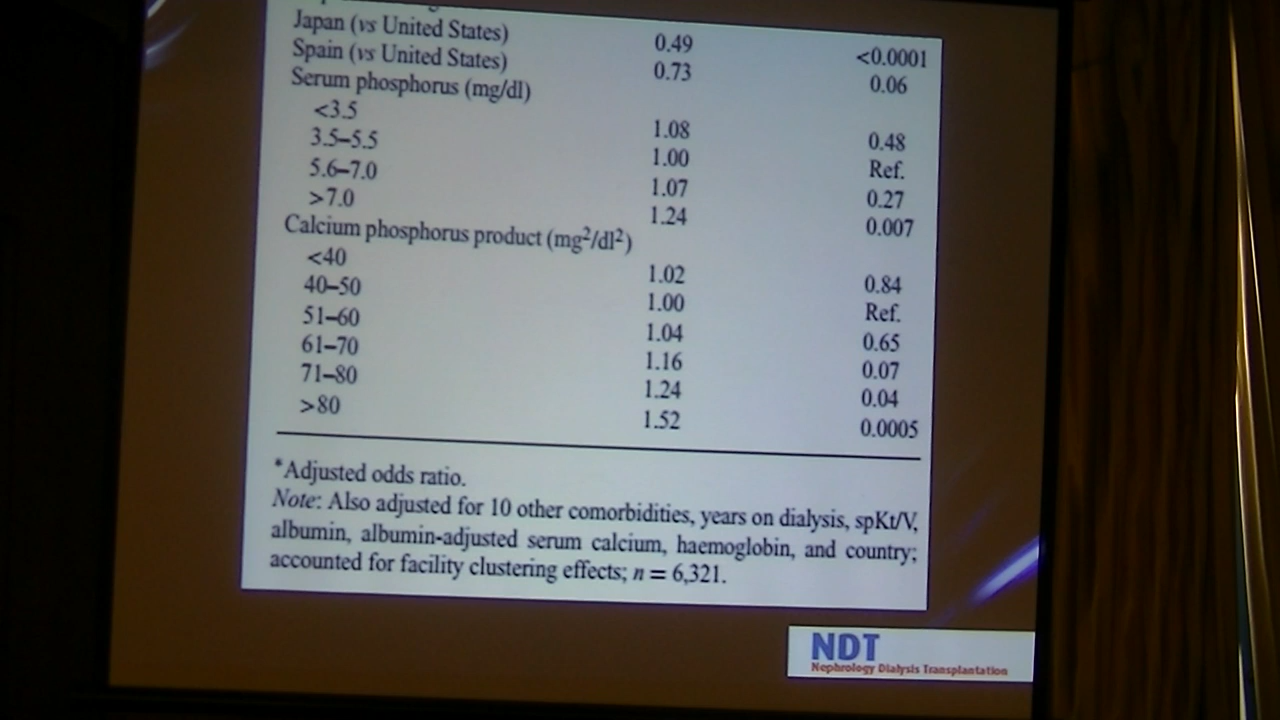 Japan (vs United States) 0.49 <0.0001
Spain (vs United States) 0.73 0.06
Serum phosphorus (mg/dl)
<3.5 1.08 0.48
3.5–5.5 1.00 Ref.
5.6–7.0 1.07 0.27
>7.0 1.24 0.007
Calcium phosphorus product (mg²/dl²)
<40 1.02 0.84
40–50 1.00 Ref.
51–60 1.04 0.65
61–70 1.16 0.07
71–80 1.24 0.04
>80 1.52 0.0005
*Adjusted odds ratio.
Note: Also adjusted for 10 other comorbidities, years on dialysis, spKt/V,
albumin, albumin-adjusted serum calcium, haemoglobin, and country;
accounted for facility clustering effects; n = 6,321.
NDT
Nephrology Dialysis Transplantation